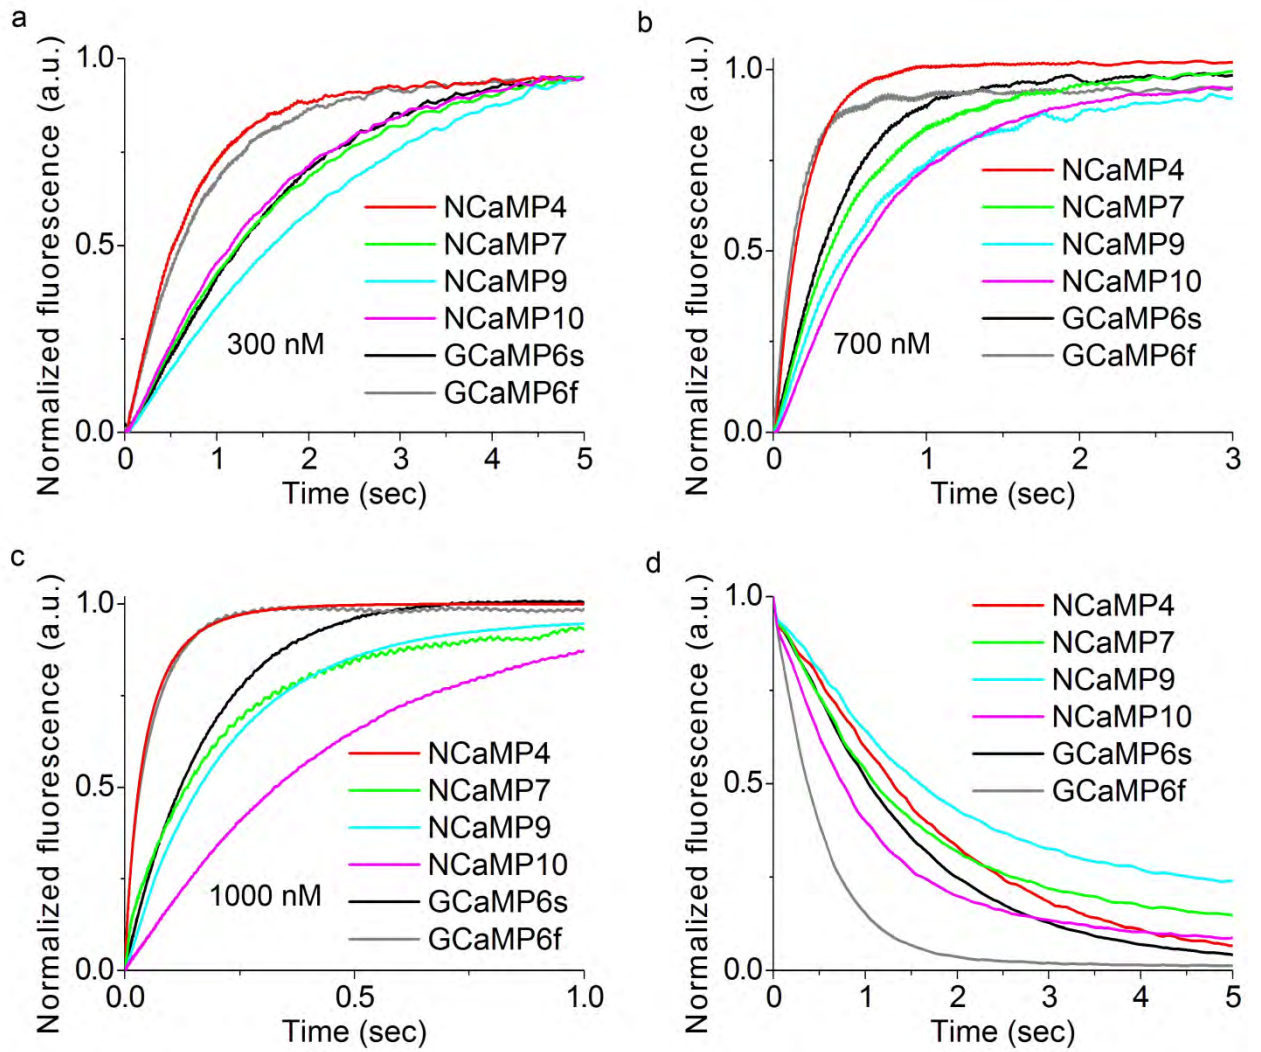 a
Normalized fluorescence (a.u.)
1.0
0.5
0.0
0 1 2 3 4 5
Time (sec)
300 nM
NCaMP4
NCaMP7
NCaMP9
NCaMP10
GCaMP6s
GCaMP6f
b
Normalized fluorescence (a.u.)
1.0
0.5
0.0
0 1 2 3
Time (sec)
700 nM
NCaMP4
NCaMP7
NCaMP9
NCaMP10
GCaMP6s
GCaMP6f
c
Normalized fluorescence (a.u.)
1.0
0.5
0.0
0.0 0.5 1.0
Time (sec)
1000 nM
NCaMP4
NCaMP7
NCaMP9
NCaMP10
GCaMP6s
GCaMP6f
d
Normalized fluorescence (a.u.)
1.0
0.5
0.0
0 1 2 3 4 5
Time (sec)
NCaMP4
NCaMP7
NCaMP9
NCaMP10
GCaMP6s
GCaMP6f